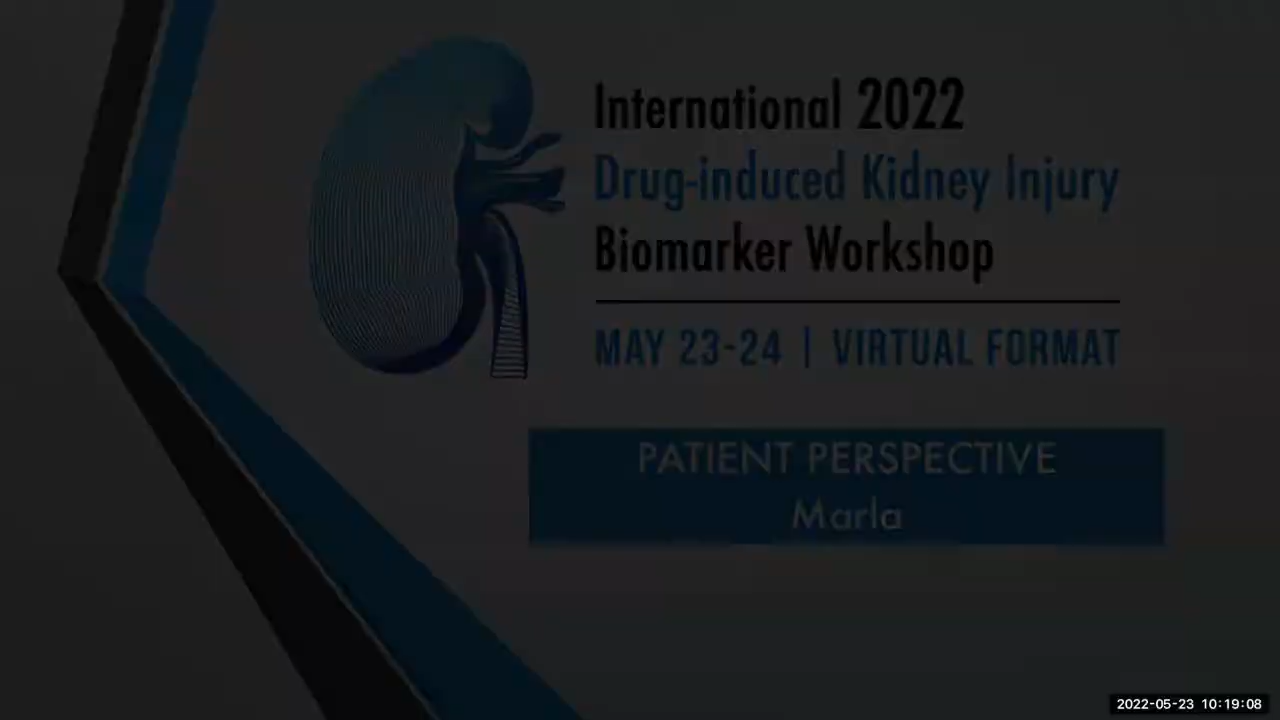 International 2022
Drug-induced Kidney Injury
Biomarker Workshop
MAY 23-24 | VIRTUAL FORMAT
PATIENT PERSPECTIVE
Marla
2022-05-23 10:19:08